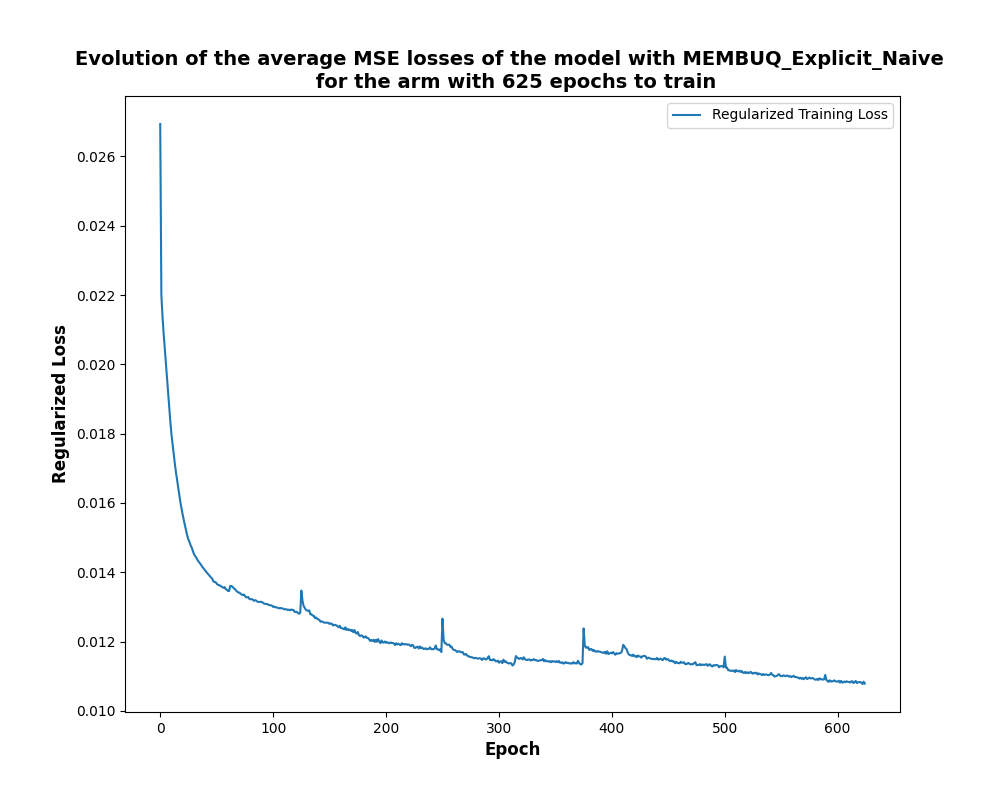 Evolution of the average MSE losses of the model with MEMBUQ_Explicit_Naive
for the arm with 625 epochs to train
Regularized Training Loss
Regularized Loss
0.026
0.024
0.022
0.020
0.018
0.016
0.014
0.012
0.010
0 100 200 300 400 500 600
Epoch